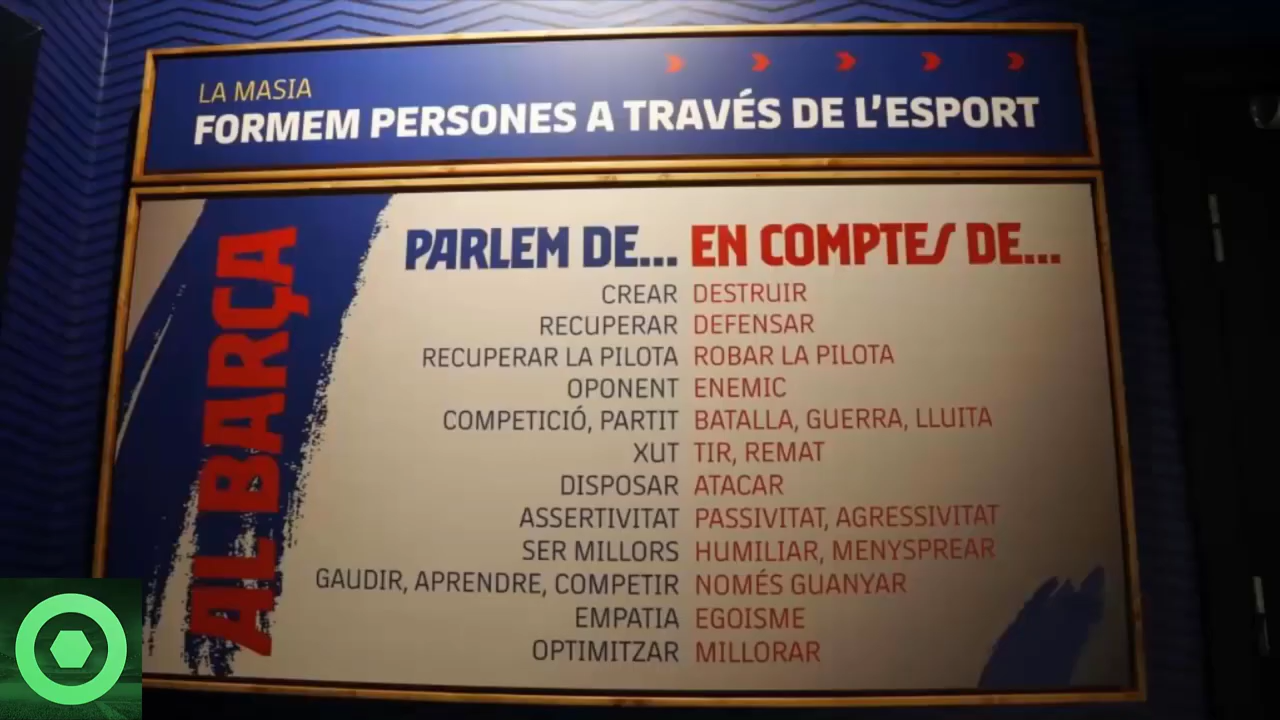 LA MASIA
FORMEM PERSONES A TRAVÉS DE L'ESPORT
AL BARÇA
PARLEM DE... EN COMPTES DE...
CREAR DESTRUIR
RECUPERAR DEFENSAR
RECUPERAR LA PILOTA ROBAR LA PILOTA
OPONENT ENEMIC
COMPETICIÓ, PARTIT BATALLA, GUERRA, LLUITA
XUT TIR, REMAT
DISPOSAR ATACAR
ASSERTIVITAT PASSIVITAT, AGRESSIVITAT
SER MILLORS HUMILIAR, MENYSPREAR
GAUDIR, APRENDRE, COMPETIR NOMÉS GUANYAR
EMPATIA EGOISME
OPTIMITZAR MILLORAR